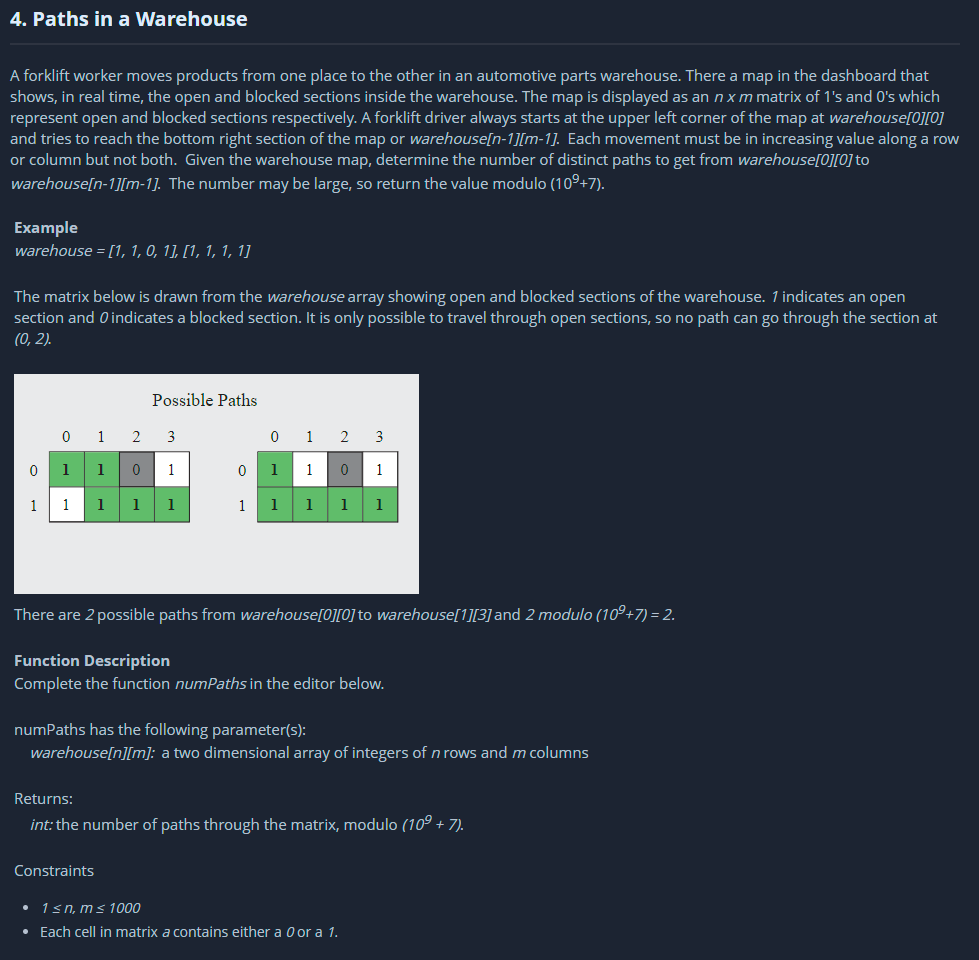 4. Paths in a Warehouse
A forklift worker moves products from one place to the other in an automotive parts warehouse. There a map in the dashboard that
shows, in real time, the open and blocked sections inside the warehouse. The map is displayed as an n x m matrix of 1's and 0's which
represent open and blocked sections respectively. A forklift driver always starts at the upper left corner of the map at warehouse[0][0]
and tries to reach the bottom right section of the map or warehouse[n-1][m-1]. Each movement must be in increasing value along a row
or column but not both. Given the warehouse map, determine the number of distinct paths to get from warehouse[0][0] to
warehouse[n-1][m-1]. The number may be large, so return the value modulo (10⁹+7).
Example
warehouse = [1, 1, 0, 1], [1, 1, 1, 1]
The matrix below is drawn from the warehouse array showing open and blocked sections of the warehouse. 1 indicates an open
section and 0 indicates a blocked section. It is only possible to travel through open sections, so no path can go through the section at
(0, 2).
Possible Paths
0 1 2 3 0 1 2 3
0 1 1 0 1 0 1 1 0 1
1 1 1 1 1 1 1 1 1 1
There are 2 possible paths from warehouse[0][0] to warehouse[1][3] and 2 modulo (10⁹+7) = 2.
Function Description
Complete the function numPaths in the editor below.
numPaths has the following parameter(s):
warehouse[n][m]: a two dimensional array of integers of n rows and m columns
Returns:
int: the number of paths through the matrix, modulo (10⁹ + 7).
Constraints
• 1 ≤ n, m ≤ 1000
• Each cell in matrix a contains either a 0 or a 1.